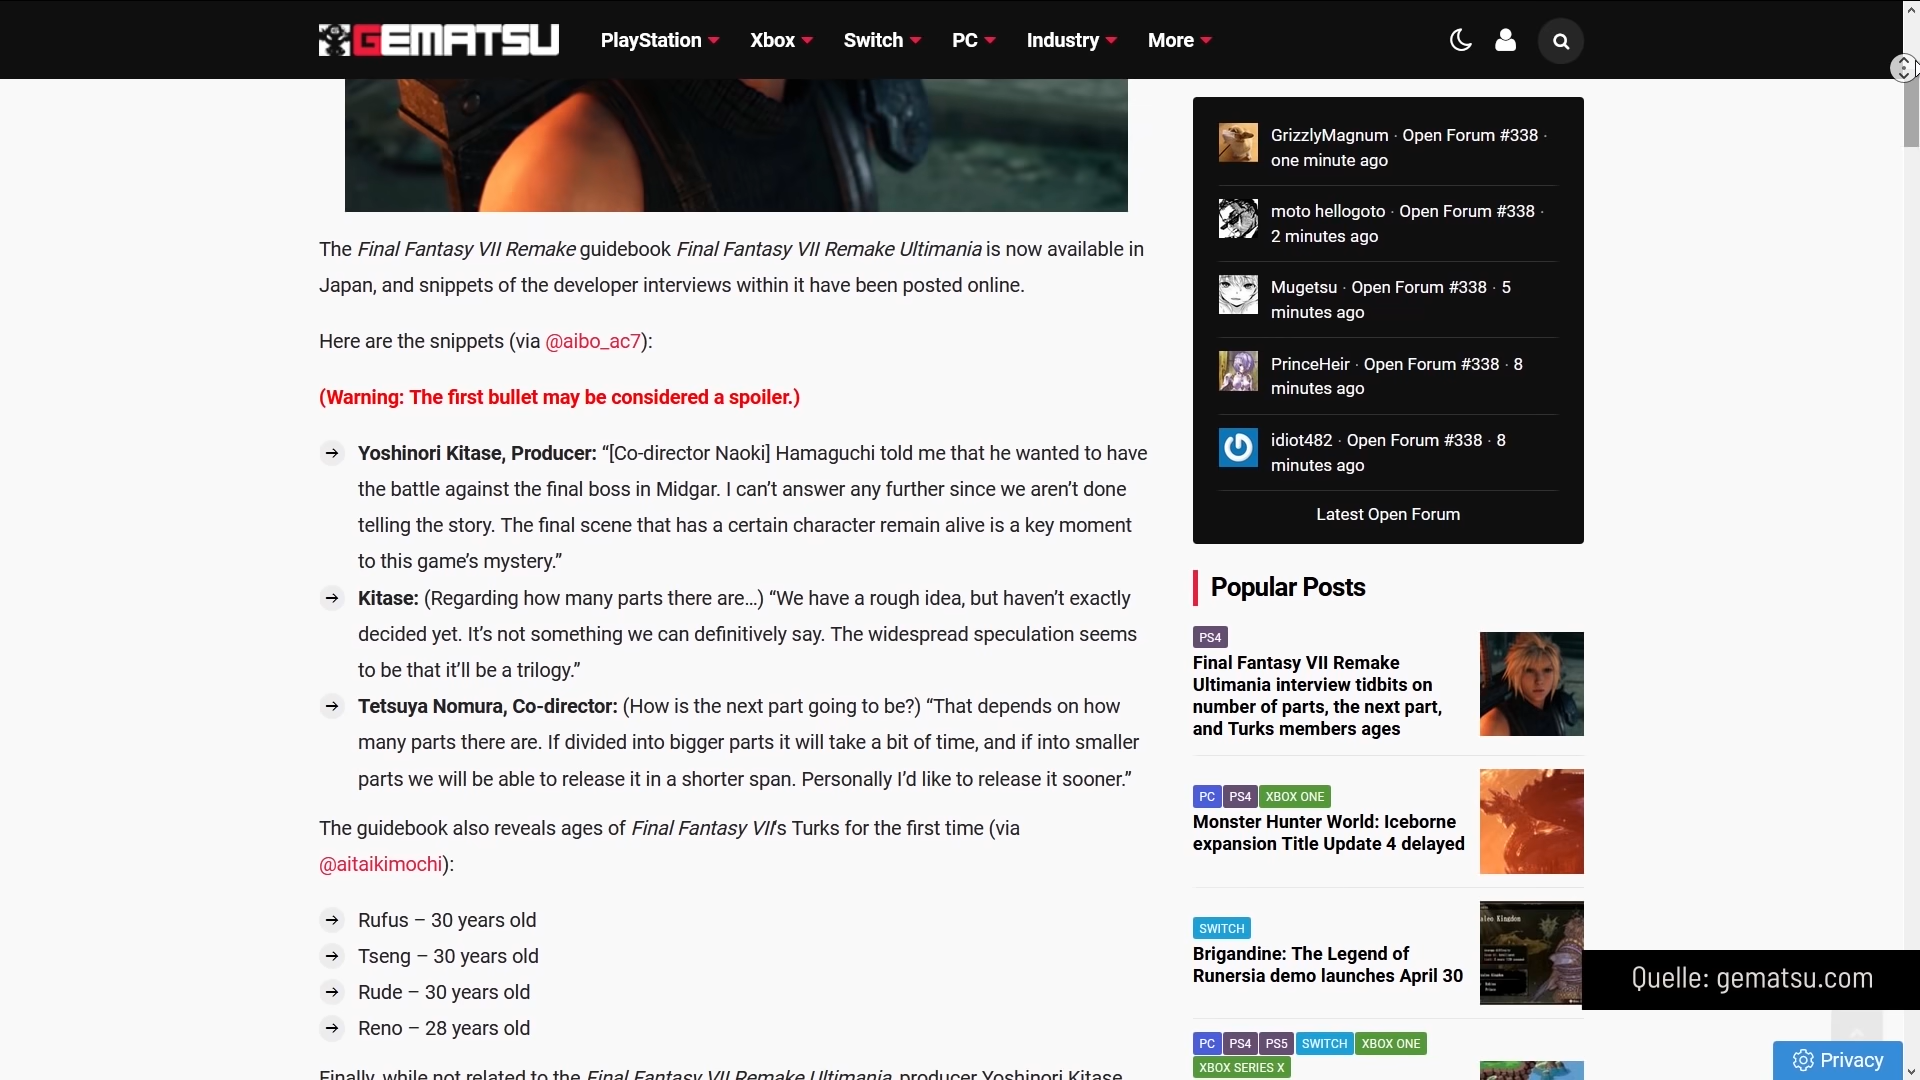 GEMATSU
PlayStation
Xbox
Switch
PC
Industry
More
The Final Fantasy VII Remake guidebook Final Fantasy VII Remake Ultimania is now available in
Japan, and snippets of the developer interviews within it have been posted online.
Here are the snippets (via @aibo_ac7):
(Warning: The first bullet may be considered a spoiler.)
Yoshinori Kitase, Producer: “[Co-director Naoki] Hamaguchi told me that he wanted to have
the battle against the final boss in Midgar. I can’t answer any further since we aren’t done
telling the story. The final scene that has a certain character remain alive is a key moment
to this game’s mystery.”
Kitase: (Regarding how many parts there are…) “We have a rough idea, but haven’t exactly
decided yet. It’s not something we can definitively say. The widespread speculation seems
to be that it’ll be a trilogy.”
Tetsuya Nomura, Co-director: (How is the next part going to be?) “That depends on how
many parts there are. If divided into bigger parts it will take a bit of time, and if into smaller
parts we will be able to release it in a shorter span. Personally I’d like to release it sooner.”
The guidebook also reveals ages of Final Fantasy VII’s Turks for the first time (via
@aitaikimochi):
Rufus – 30 years old
Tseng – 30 years old
Rude – 30 years old
Reno – 28 years old
Finally, while not related to the Final Fantasy VII Remake Ultimania, producer Yoshinori Kitase
GrizzlyMagnum · Open Forum #338 ·
one minute ago
moto hellogoto · Open Forum #338 ·
2 minutes ago
Mugetsu · Open Forum #338 · 5
minutes ago
PrinceHeir · Open Forum #338 · 8
minutes ago
idiot482 · Open Forum #338 · 8
minutes ago
Latest Open Forum
Popular Posts
PS4
Final Fantasy VII Remake
Ultimania interview tidbits on
number of parts, the next part,
and Turks members ages
PC PS4 XBOX ONE
Monster Hunter World: Iceborne
expansion Title Update 4 delayed
SWITCH
Brigandine: The Legend of
Runersia demo launches April 30
PC PS4 PS5 SWITCH XBOX ONE
XBOX SERIES X
Quelle: gematsu.com
Privacy